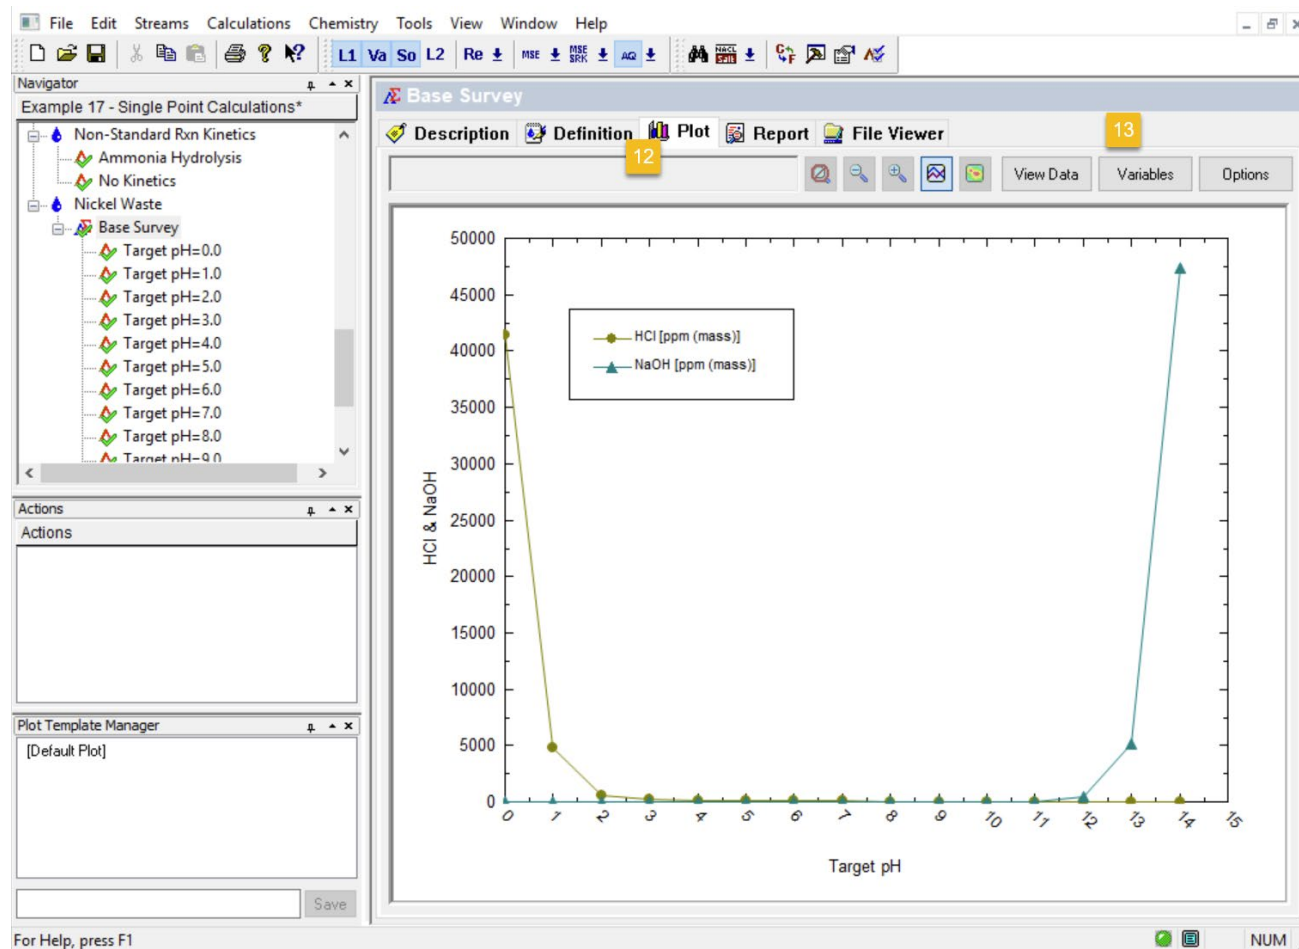 File Edit Streams Calculations Chemistry Tools View Window Help
L1 Va So L2 Re MSE MSE SRK AQ
Navigator
Example 17 - Single Point Calculations*
Non-Standard Rxn Kinetics
Ammonia Hydrolysis
No Kinetics
Nickel Waste
Base Survey
Target pH=0.0
Target pH=1.0
Target pH=2.0
Target pH=3.0
Target pH=4.0
Target pH=5.0
Target pH=6.0
Target pH=7.0
Target pH=8.0
Target pH=9.0
Actions
Actions
Plot Template Manager
[Default Plot]
Save
For Help, press F1
NUM
Base Survey
Description Definition Plot Report File Viewer
12
13
View Data Variables Options
50000
45000
40000
35000
30000
25000
20000
15000
10000
5000
0
HCl & NaOH
HCl [ppm (mass)]
NaOH [ppm (mass)]
0 1 2 3 4 5 6 7 8 9 10 11 12 13 14 15
Target pH